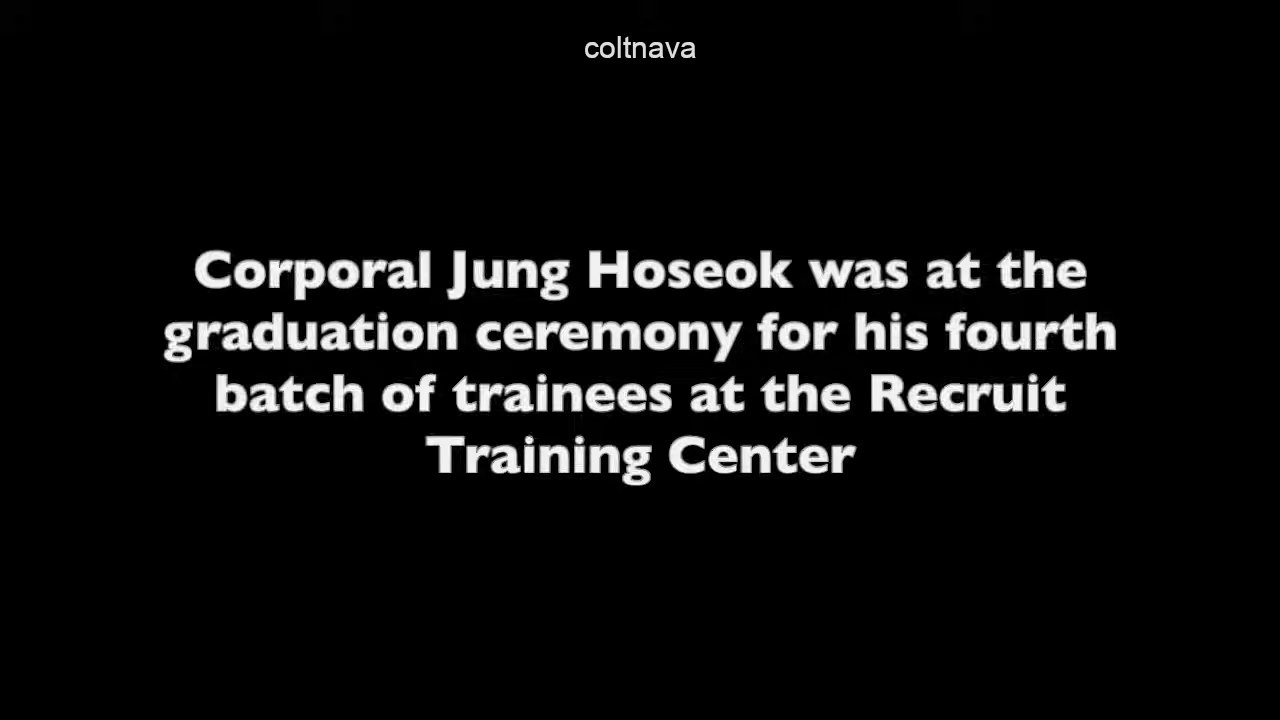 coltnava
Corporal Jung Hoseok was at the
graduation ceremony for his fourth
batch of trainees at the Recruit
Training Center